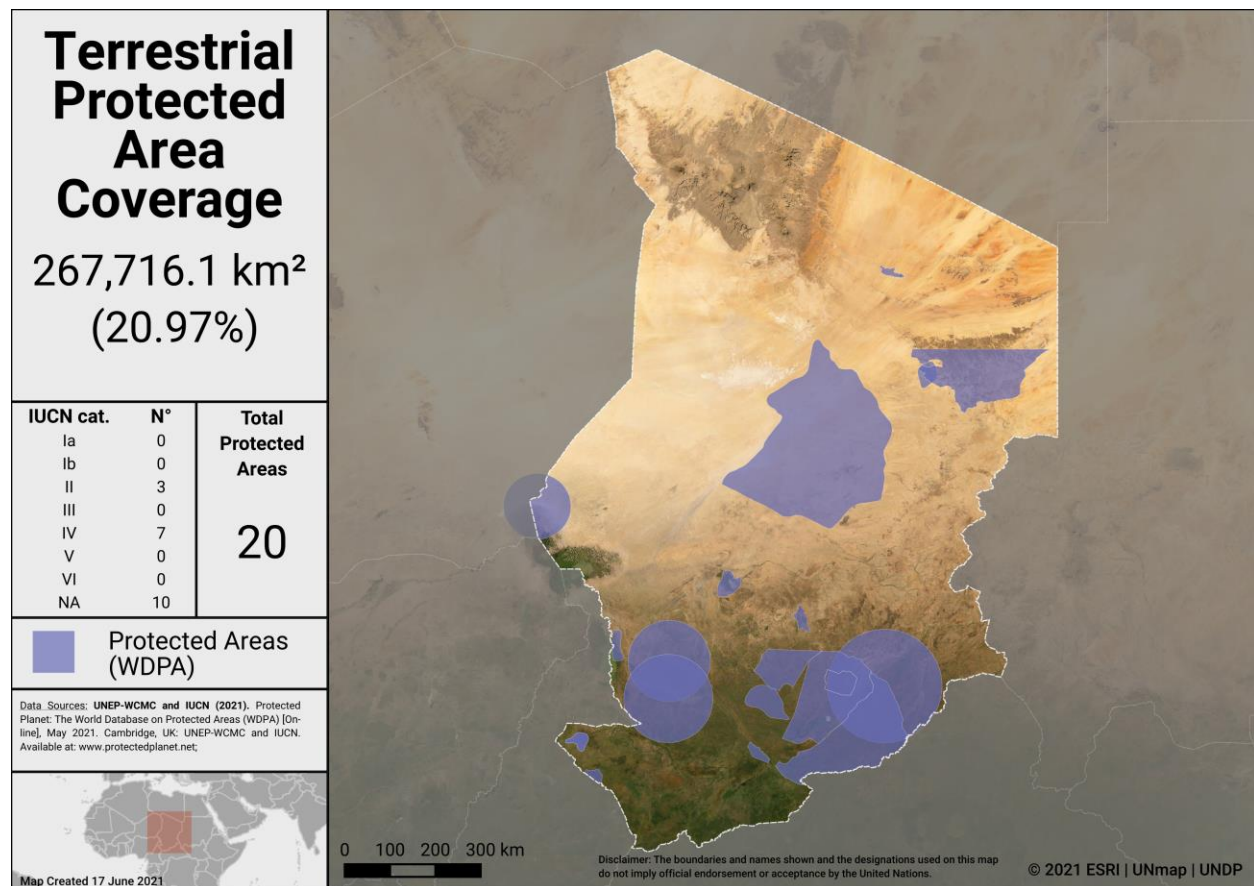 Terrestrial
Protected
Area
Coverage
267,716.1 km²
(20.97%)
IUCN cat. N°
Ia 0
Ib 0
II 3
III 0
IV 7
V 0
VI 0
NA 10
Total
Protected
Areas
20
Protected Areas
(WDPA)
Data Sources: UNEP-WCMC and IUCN (2021). Protected
Planet: The World Database on Protected Areas (WDPA) [On-
line], May 2021. Cambridge, UK: UNEP-WCMC and IUCN.
Available at: www.protectedplanet.net;
Map Created 17 June 2021
0 100 200 300 km
Disclaimer: The boundaries and names shown and the designations used on this map
do not imply official endorsement or acceptance by the United Nations.
© 2021 ESRI | UNmap | UNDP